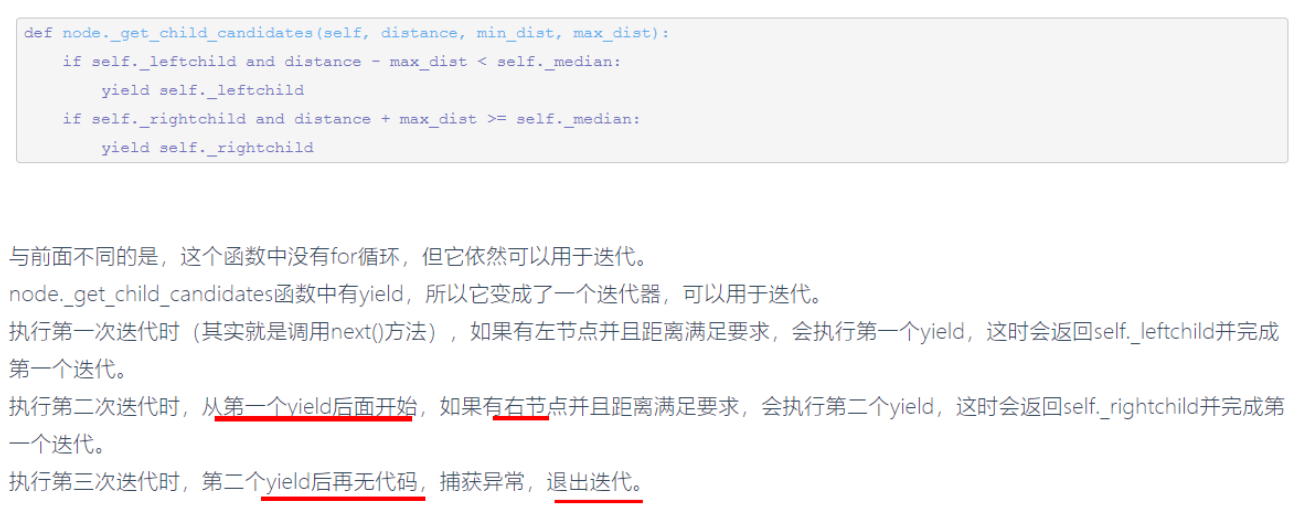 def node._get_child_candidates(self, distance, min_dist, max_dist):
    if self._leftchild and distance - max_dist < self._median:
        yield self._leftchild
    if self._rightchild and distance + max_dist >= self._median:
        yield self._rightchild
与前面不同的是，这个函数中没有for循环，但它依然可以用于迭代。
node._get_child_candidates函数中有yield，所以它变成了一个迭代器，可以用于迭代。
执行第一次迭代时（其实就是调用next()方法），如果有左节点并且距离满足要求，会执行第一个yield，这时会返回self._leftchild并完成
第一个迭代。
执行第二次迭代时，从第一个yield后面开始，如果有右节点并且距离满足要求，会执行第二个yield，这时会返回self._rightchild并完成第
一个迭代。
执行第三次迭代时，第二个yield后再无代码，捕获异常，退出迭代。